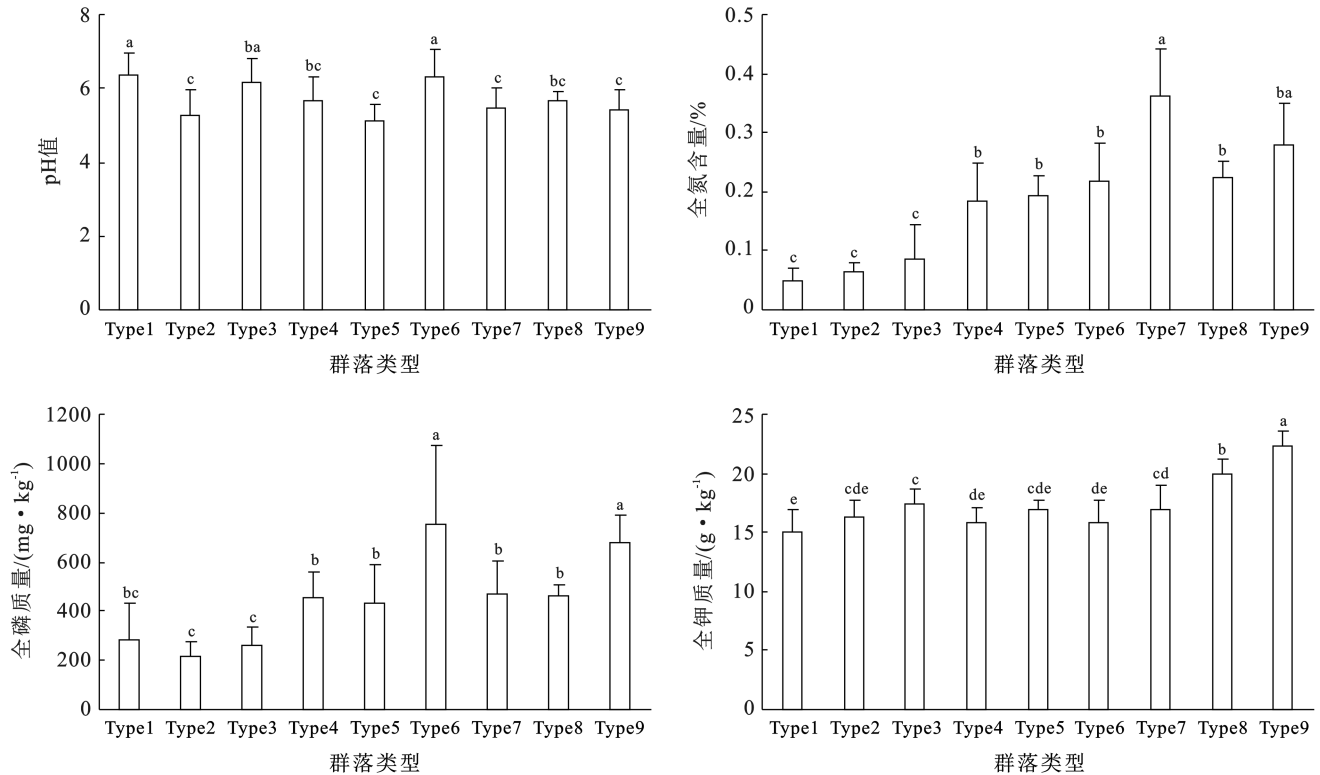 8
6
4
2
0
pH值
a
c
ba
bc
c
a
c
bc
c
Type1 Type2 Type3 Type4 Type5 Type6 Type7 Type8 Type9
群落类型
0.5
0.4
0.3
0.2
0.1
0
全氮含量/%
c
c
c
b
b
b
a
b
ba
Type1 Type2 Type3 Type4 Type5 Type6 Type7 Type8 Type9
群落类型
1200
1000
800
600
400
200
0
全磷质量/(mg·kg⁻¹)
bc
c
c
b
b
a
b
b
a
Type1 Type2 Type3 Type4 Type5 Type6 Type7 Type8 Type9
群落类型
25
20
15
10
5
0
全钾质量/(g·kg⁻¹)
e
cde
c
de
cde
de
cd
b
a
Type1 Type2 Type3 Type4 Type5 Type6 Type7 Type8 Type9
群落类型